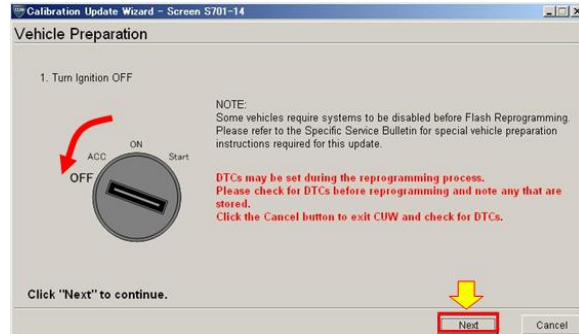 Calibration Update Wizard - Screen S701-14
Vehicle Preparation
1. Turn Ignition OFF
NOTE:
Some vehicles require systems to be disabled before Flash Reprogramming.
Please refer to the Specific Service Bulletin for special vehicle preparation
instructions required for this update.
ON
ACC
Start
OFF
DTCs may be set during the reprogramming process.
Please check for DTCs before reprogramming and note any that are
stored.
Click the Cancel button to exit CUW and check for DTCs.
Click "Next" to continue.
Next
Cancel